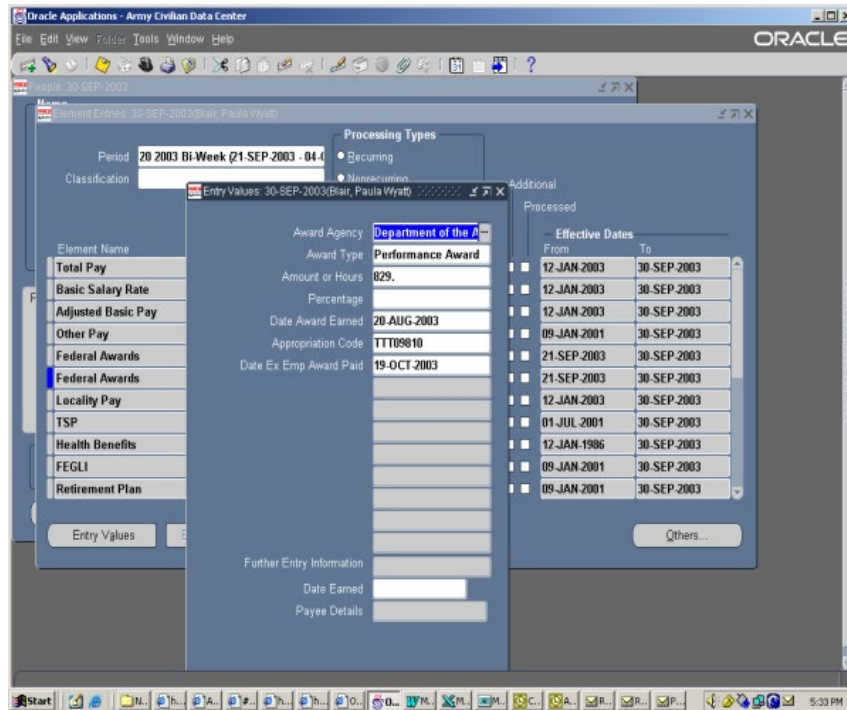 Oracle Applications - Army Civilian Data Center
File Edit View Folder Tools Window Help
ORACLE
People: 30-SEP-2003
Name
Element Entries: 30-SEP-2003(Blair, Paula Wyatt)
Processing Types
Period 20 2003 Bi-Week (21-SEP-2003 - 04-
Recurring
Classification
Nonrecurring
Entry Values: 30-SEP-2003(Blair, Paula Wyatt)
Additional
Processed
Effective Dates
Element Name
From To
Total Pay 12-JAN-2003 30-SEP-2003
Basic Salary Rate 12-JAN-2003 30-SEP-2003
Adjusted Basic Pay 12-JAN-2003 30-SEP-2003
Other Pay 09-JAN-2001 30-SEP-2003
Federal Awards 21-SEP-2003 30-SEP-2003
Federal Awards 21-SEP-2003 30-SEP-2003
Locality Pay 12-JAN-2003 30-SEP-2003
TSP 01-JUL-2001 30-SEP-2003
Health Benefits 12-JAN-1986 30-SEP-2003
FEGLI 09-JAN-2001 30-SEP-2003
Retirement Plan 09-JAN-2001 30-SEP-2003
Award Agency Department of the A
Award Type Performance Award
Amount or Hours 829.
Percentage
Date Award Earned 20-AUG-2003
Appropriation Code TTT09810
Date Ex Emp Award Paid 19-OCT-2003
Further Entry Information
Date Earned
Payee Details
Entry Values
Others...
Start N.. h.. A.. #.. h.. h.. O.. O... M.. M.. M.. C.. A.. R.. R.. P... 5:33 PM